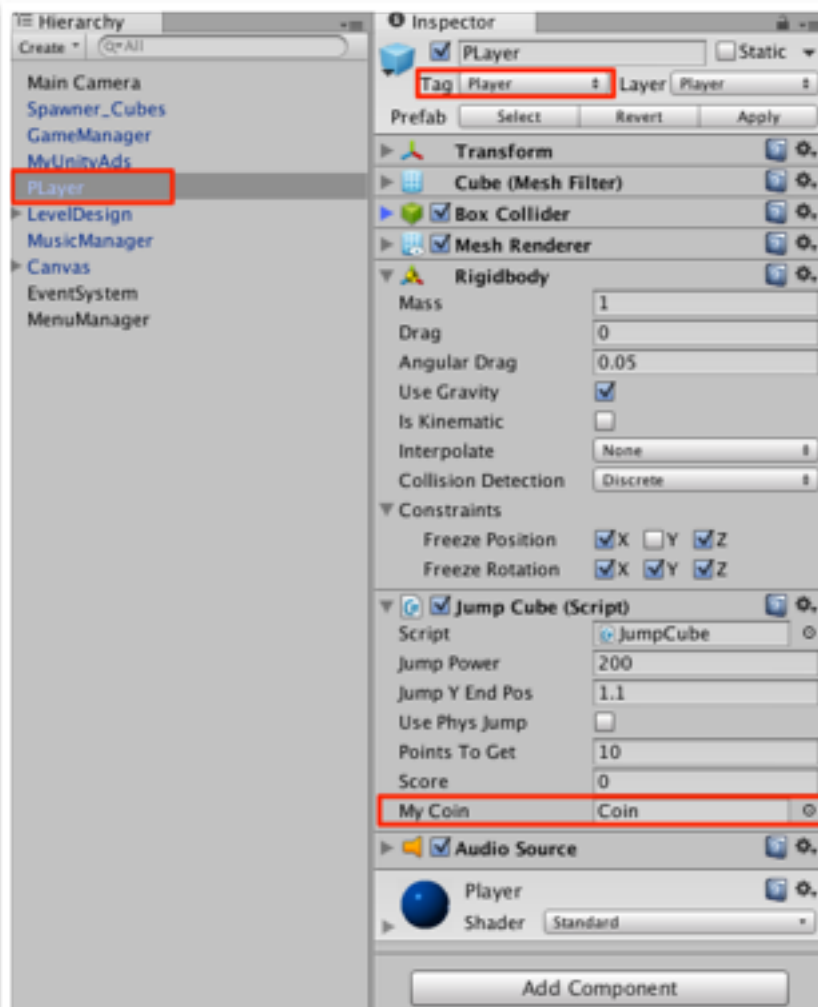 Hierarchy
Create
All
Main Camera
Spawner_Cubes
GameManager
MyUnityAds
PLayer
LevelDesign
MusicManager
Canvas
EventSystem
MenuManager
Inspector
PLayer Static
Tag Player Layer Player
Prefab Select Revert Apply
Transform
Cube (Mesh Filter)
Box Collider
Mesh Renderer
Rigidbody
Mass 1
Drag 0
Angular Drag 0.05
Use Gravity
Is Kinematic
Interpolate None
Collision Detection Discrete
Constraints
Freeze Position X Y Z
Freeze Rotation X Y Z
Jump Cube (Script)
Script JumpCube
Jump Power 200
Jump Y End Pos 1.1
Use Phys Jump
Points To Get 10
Score 0
My Coin Coin
Audio Source
Player
Shader Standard
Add Component